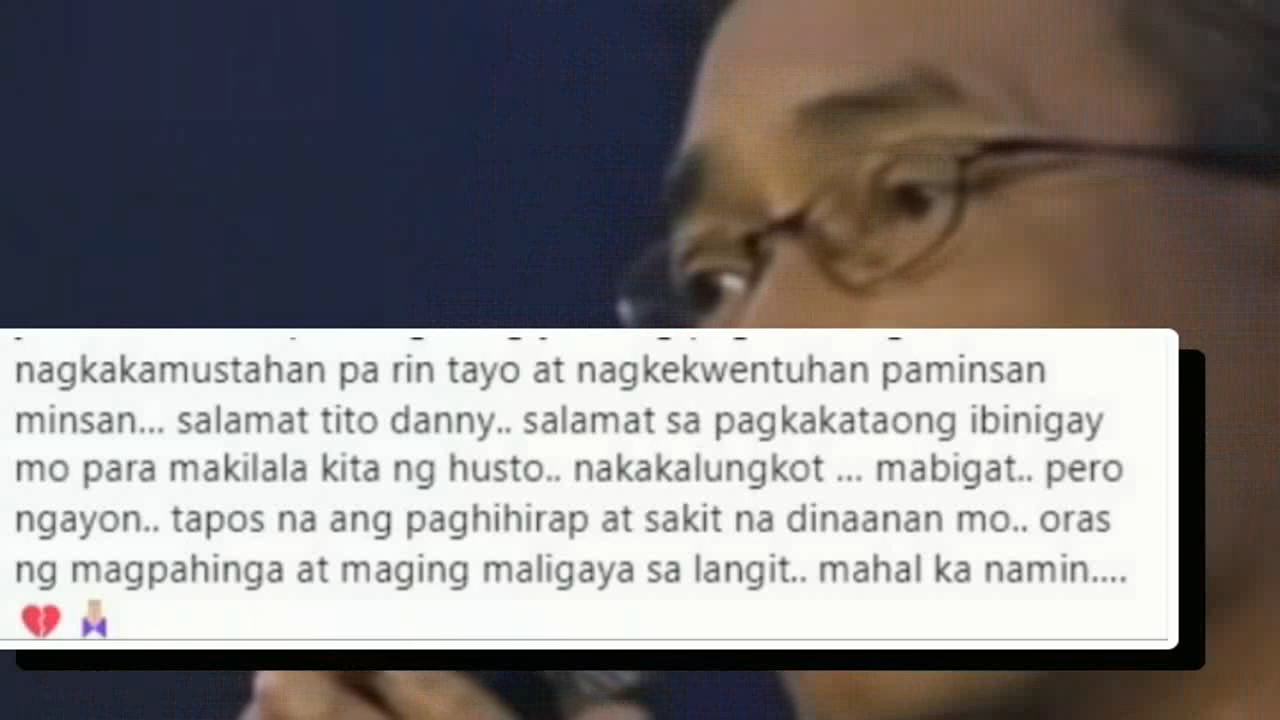 nagkakamustahan pa rin tayo at nagkekwentuhan paminsan
minsan... salamat tito danny.. salamat sa pagkakataong ibinigay
mo para makilala kita ng husto.. nakakalungkot ... mabigat.. pero
ngayon.. tapos na ang paghihirap at sakit na dinaanan mo.. oras
ng magpahinga at maging maligaya sa langit.. mahal ka namin....
💔